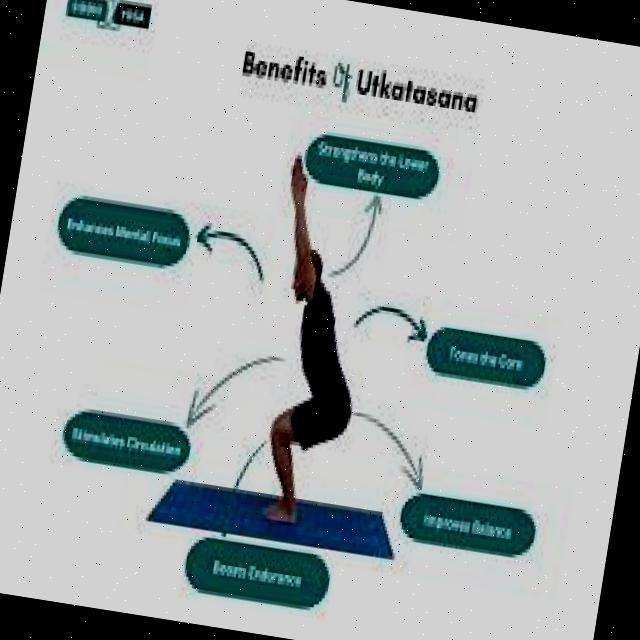 YOGA
Benefits Of Utkatasana
Strengthens the Lower
Body
Enhances Mental Focus
Tones the Core
Stimulates Circulation
Improves Balance
Boosts Endurance